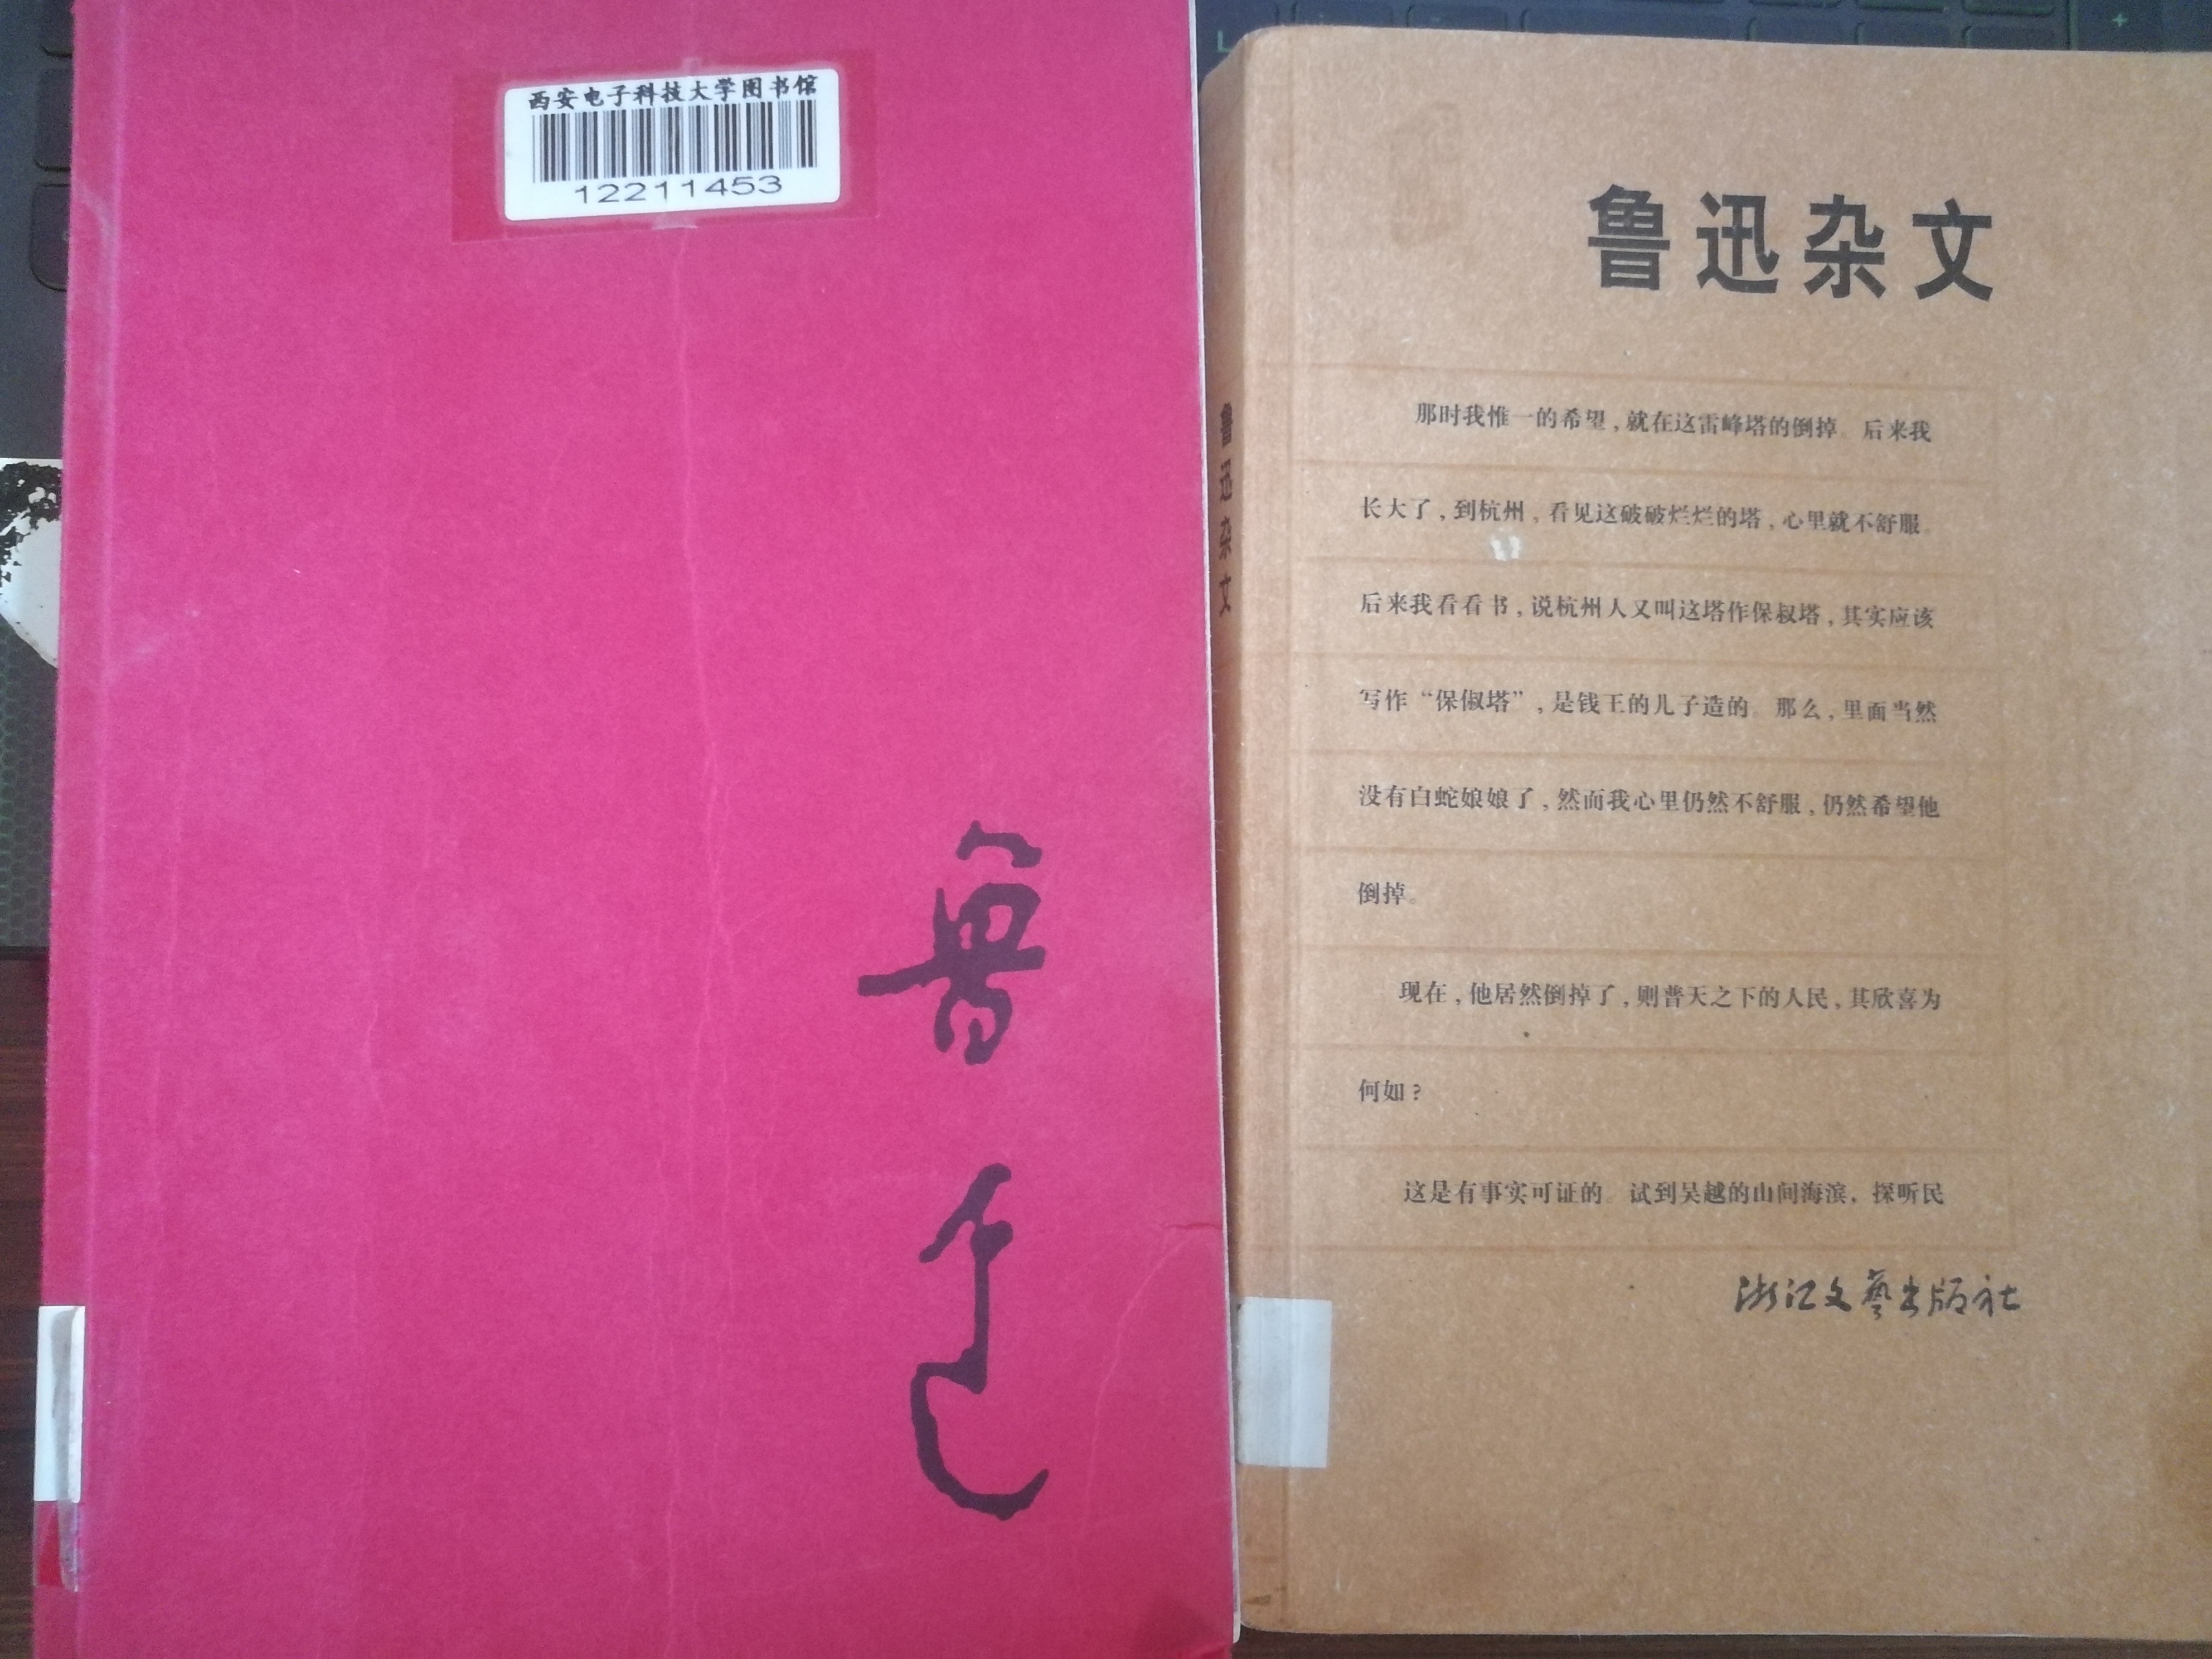 西安电子科技大学图书馆
12211453
鲁迅
鲁迅杂文
鲁迅杂文
那时我惟一的希望,就在这雷峰塔的倒掉。后来我
长大了,到杭州,看见这破破烂烂的塔,心里就不舒服。
后来我看看书,说杭州人又叫这塔作保叔塔,其实应该
写作“保俶塔”,是钱王的儿子造的。那么,里面当然
没有白蛇娘娘了,然而我心里仍然不舒服,仍然希望他
倒掉。
现在,他居然倒掉了,则普天之下的人民,其欣喜为
何如?
这是有事实可证的。试到吴越的山间海滨,探听民
浙江文艺出版社